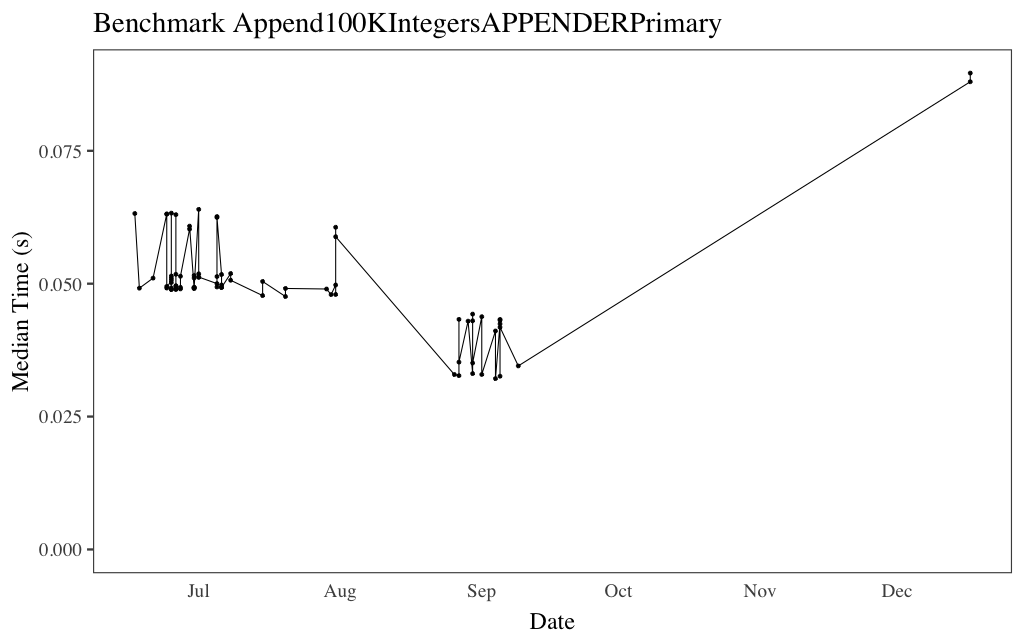 Benchmark Append100KIntegersAPPENDERPrimary
Median Time (s)
0.075
0.050
0.025
0.000
Jul Aug Sep Oct Nov Dec
Date